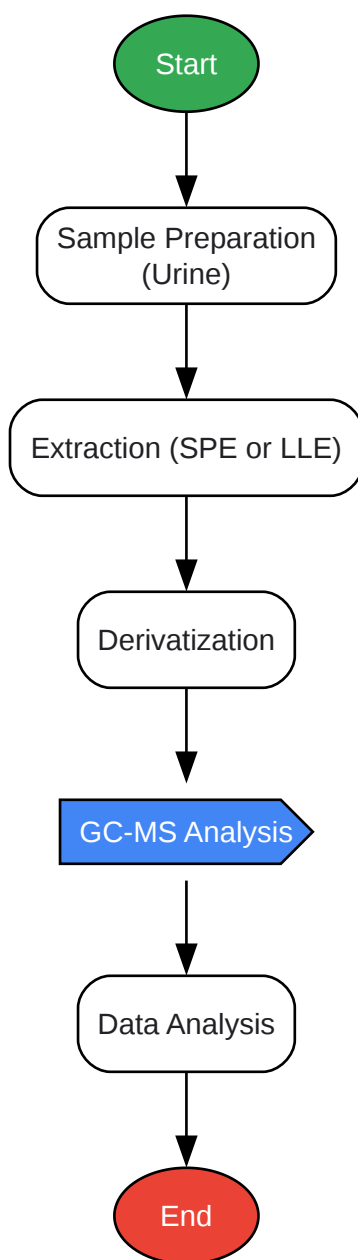 Start
Sample Preparation
(Urine)
Extraction (SPE or LLE)
Derivatization
GC-MS Analysis
Data Analysis
End